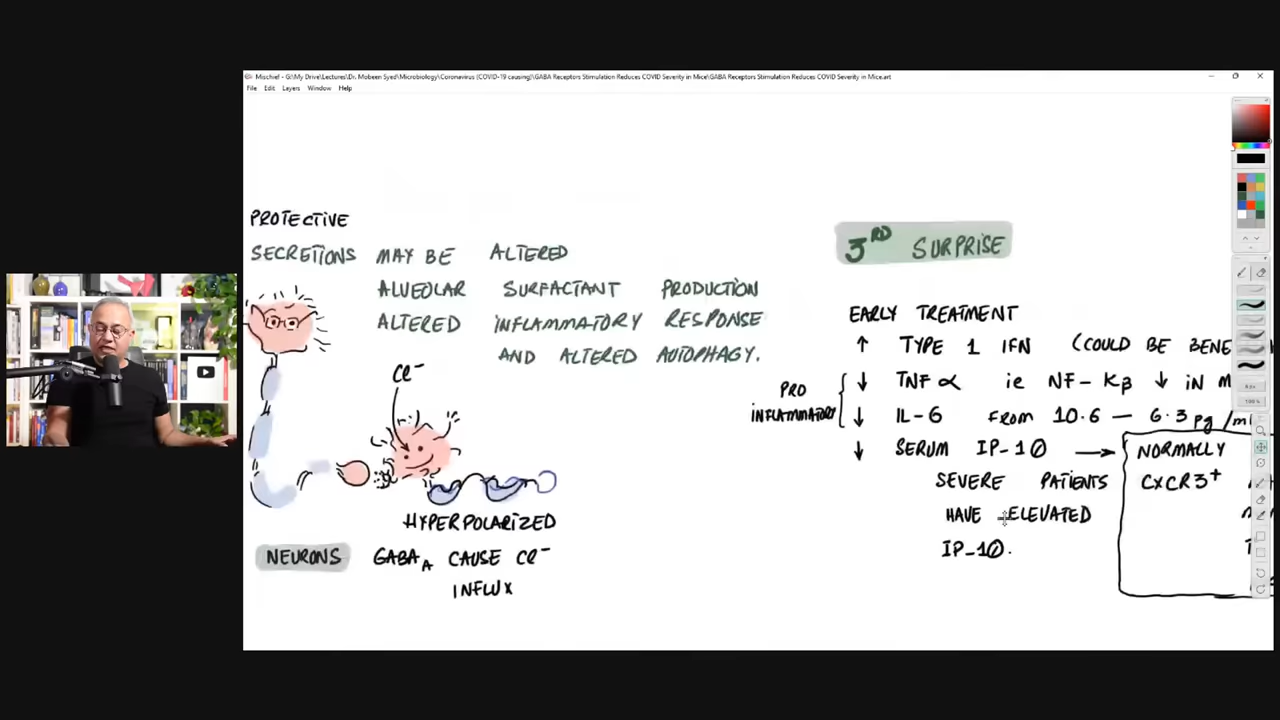 Mischief - G:\My Drive\Lectures\Dr. Mobeen Syed\Microbiology\Coronavirus (COVID-19 causing)\GABA Receptors Stimulation Reduces COVID Severity in Mice\GABA Receptors Stimulation Reduces COVID Severity in Mice.art
File Edit Layers Window Help
PROTECTIVE
SECRETIONS MAY BE ALTERED
ALVEOLAR SURFACTANT PRODUCTION
ALTERED INFLAMMATORY RESPONSE
AND ALTERED AUTOPHAGY.
Cl⁻
HYPERPOLARIZED
NEURONS GABA_A CAUSE Cl⁻
INFLUX
3RD SURPRISE
EARLY TREATMENT
↑ TYPE 1 IFN (COULD BE BENE
PRO
INFLAMMATORY
↓ TNF α ie NF-Kβ ↓ IN M
↓ IL-6 FROM 10.6 — 6.3 pg/ml
↓ SERUM IP-10 → NORMALLY
SEVERE PATIENTS CXCR3⁺
HAVE ELEVATED
IP-10.